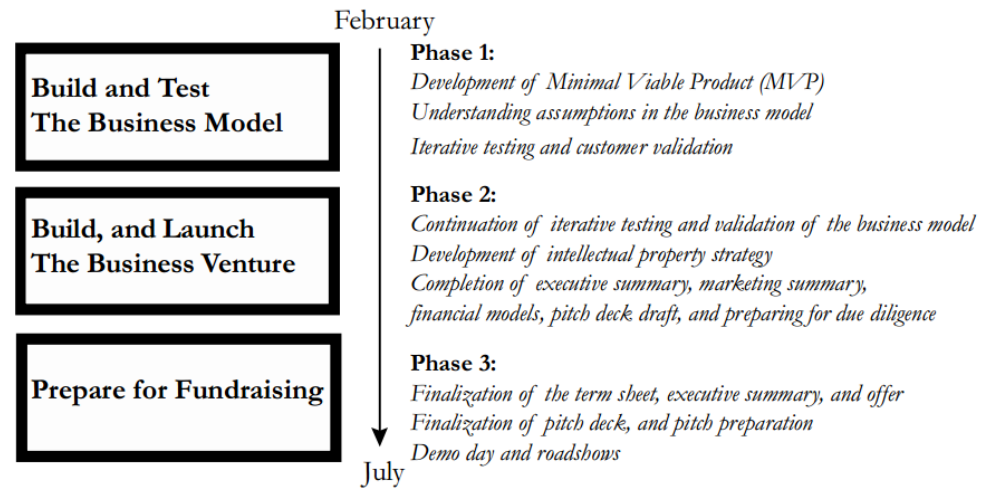 February
Build and Test
The Business Model
Phase 1:
Development of Minimal Viable Product (MVP)
Understanding assumptions in the business model
Iterative testing and customer validation
Build, and Launch
The Business Venture
Phase 2:
Continuation of iterative testing and validation of the business model
Development of intellectual property strategy
Completion of executive summary, marketing summary,
financial models, pitch deck draft, and preparing for due diligence
Prepare for Fundraising
Phase 3:
Finalization of the term sheet, executive summary, and offer
Finalization of pitch deck, and pitch preparation
Demo day and roadshows
July